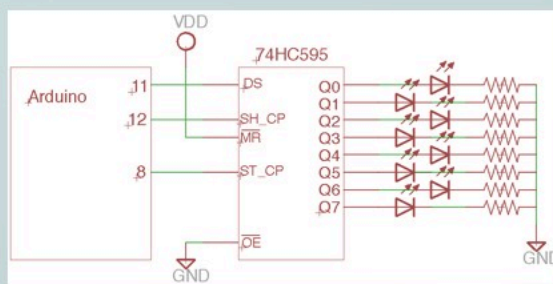 VDD
74HC595
Arduino
11
DS
12
SH_CP
MR
8
ST_CP
OE
GND
Q0
Q1
Q2
Q3
Q4
Q5
Q6
Q7
GND